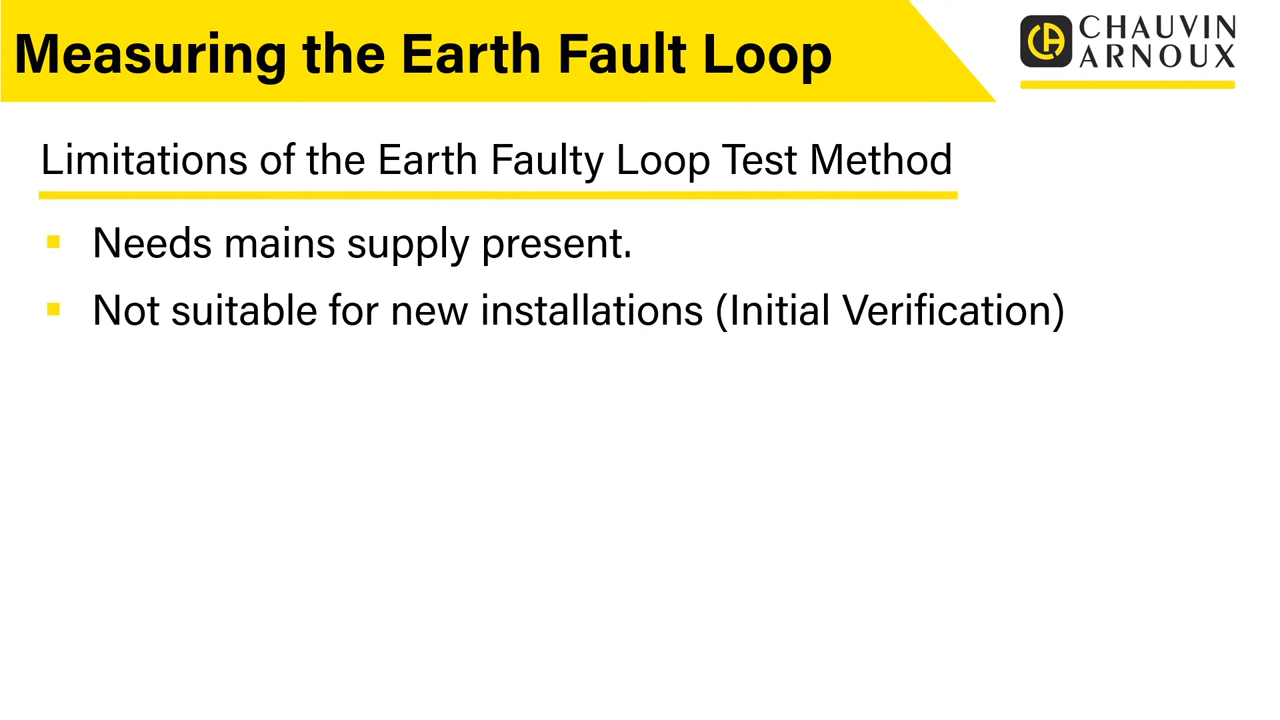 Measuring the Earth Fault Loop
CHAUVIN
ARNOUX
Limitations of the Earth Faulty Loop Test Method
Needs mains supply present.
Not suitable for new installations (Initial Verification)